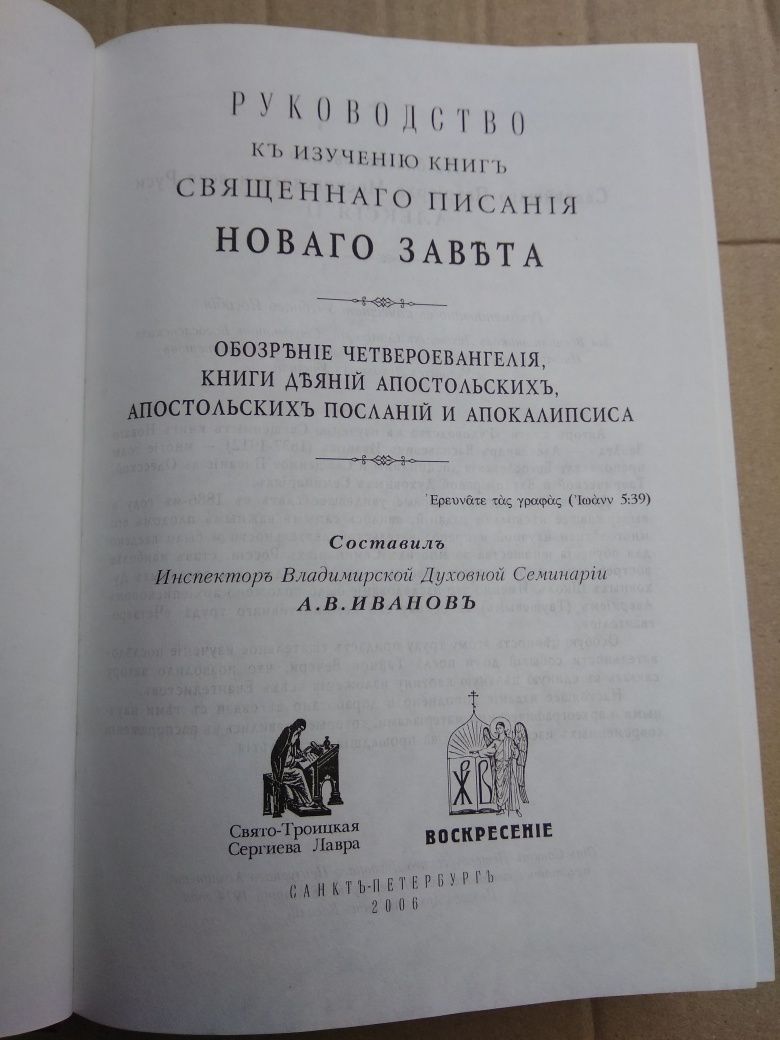 РУКОВОДСТВО
КЪ ИЗУЧЕНІЮ КНИГЪ
СВЯЩЕННАГО ПИСАНІЯ
НОВАГО ЗАВѢТА
ОБОЗРѢНІЕ ЧЕТВЕРОЕВАНГЕЛІЯ,
КНИГИ ДѢЯНІЙ АПОСТОЛЬСКИХЪ,
АПОСТОЛЬСКИХЪ ПОСЛАНІЙ И АПОКАЛИПСИСА
Ἐρευνᾶτε τὰς γραφὰς (Ἰωὰνν 5:39)
Составилъ
Инспекторъ Владимирской Духовной Семинаріи
А.В.ИВАНОВЪ
Свято-Троицкая
Сергиева Лавра
ВОСКРЕСЕНІЕ
САНКТЪ-ПЕТЕРБУРГЪ
2006